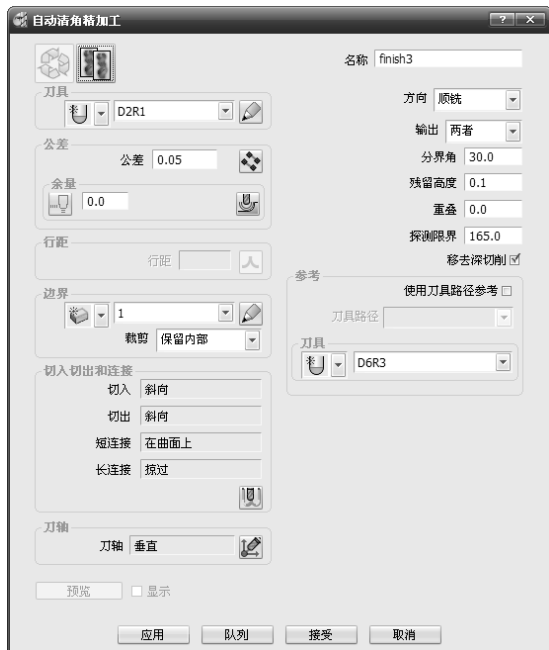 自动清角精加工
名称 finish3
刀具
D2R1
公差
公差 0.05
余量
0.0
行距
行距
边界
1
裁剪 保留内部
切入切出和连接
切入 斜向
切出 斜向
短连接 在曲面上
长连接 掠过
刀轴
刀轴 垂直
预览 显示
方向 顺铣
输出 两者
分界角 30.0
残留高度 0.1
重叠 0.0
探测限界 165.0
移去深切削
参考
使用刀具路径参考
刀具路径
刀具
D6R3
应用 队列 接受 取消